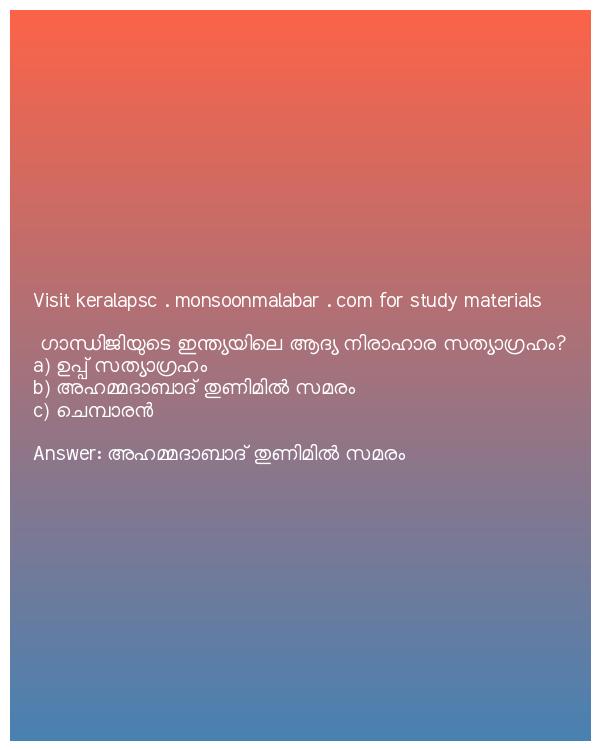 Visit keralapsc . monsoonmalabar . com for study materials
ഗാന്ധിജിയുടെ ഇന്ത്യയിലെ ആദ്യ നിരാഹാര സത്യാഗ്രഹം?
a) ഉപ്പ് സത്യാഗ്രഹം
b) അഹമ്മദാബാദ് തുണിമിൽ സമരം
c) ചെമ്പാരൻ
Answer: അഹമ്മദാബാദ് തുണിമിൽ സമരം